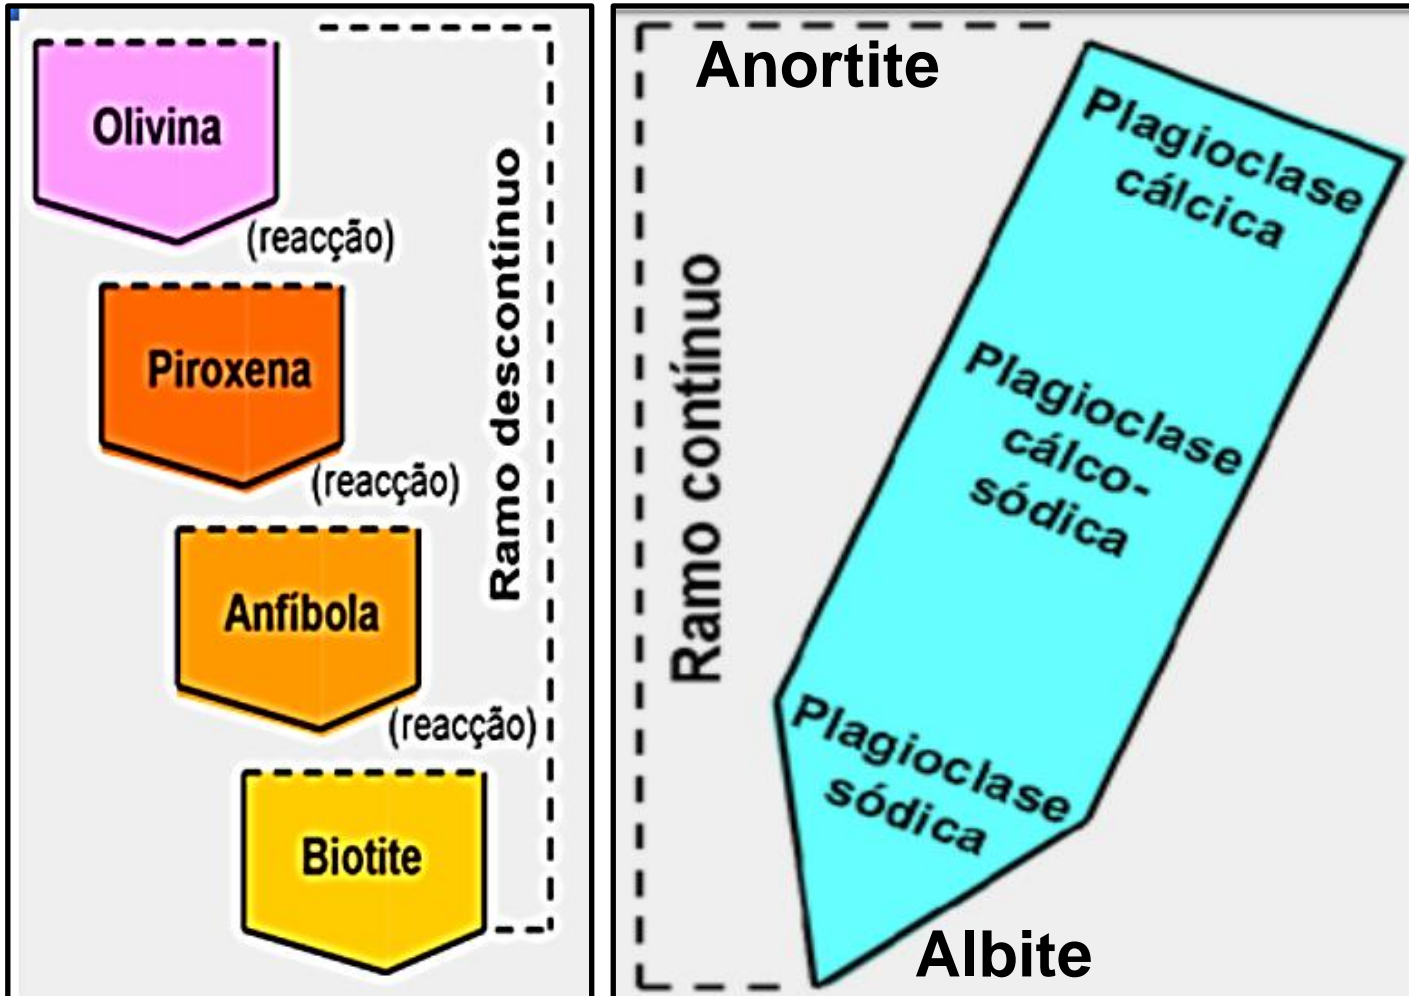 Olivina
(reacção)
Piroxena
(reacção)
Anfíbola
(reacção)
Biotite
Ramo descontínuo
Anortite
Ramo contínuo
Plagioclase
cálcica
Plagioclase
cálco-
sódica
Plagioclase
sódica
Albite